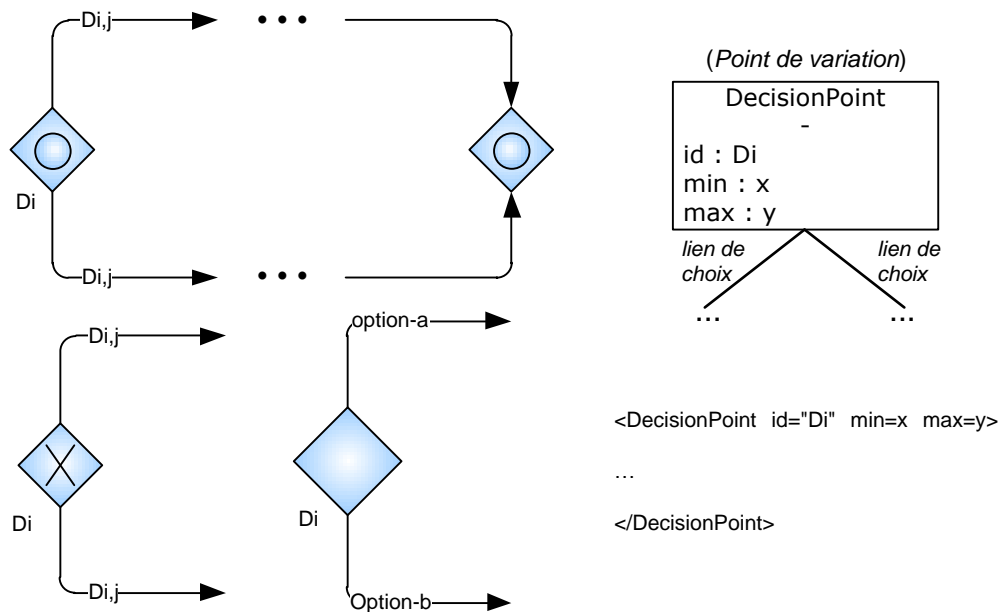 Di,j
• • •
Di
Di,j
• • •
(Point de variation)
DecisionPoint
-
id : Di
min : x
max : y
lien de
choix
lien de
choix
...
...
Di,j
Di
Di,j
option-a
Di
Option-b
<DecisionPoint id="Di" min=x max=y>
...
</DecisionPoint>